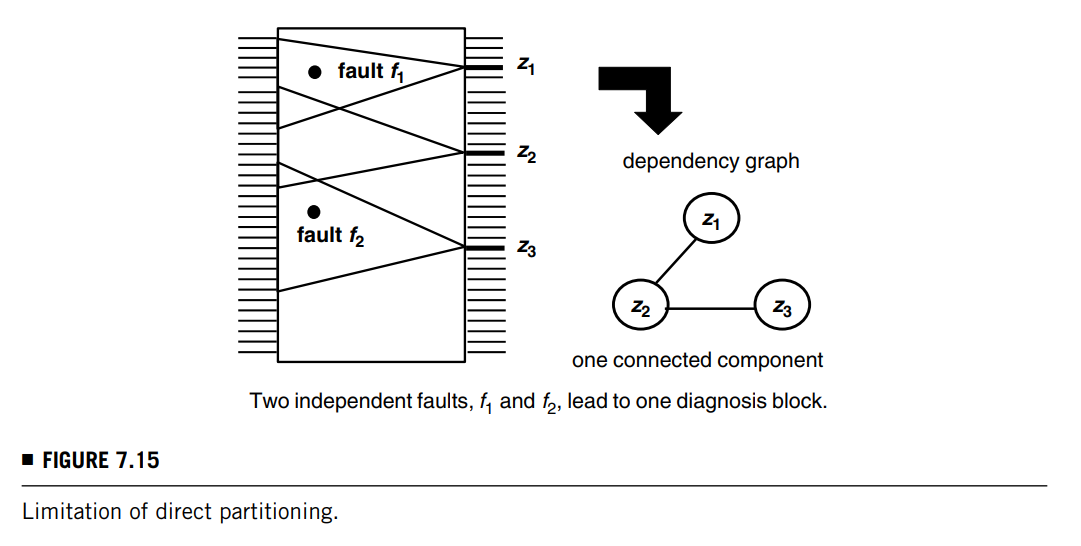 fault f1
z1
z2
fault f2
z3
dependency graph
z1
z2
z3
one connected component
Two independent faults, f1 and f2, lead to one diagnosis block.
■ FIGURE 7.15
Limitation of direct partitioning.